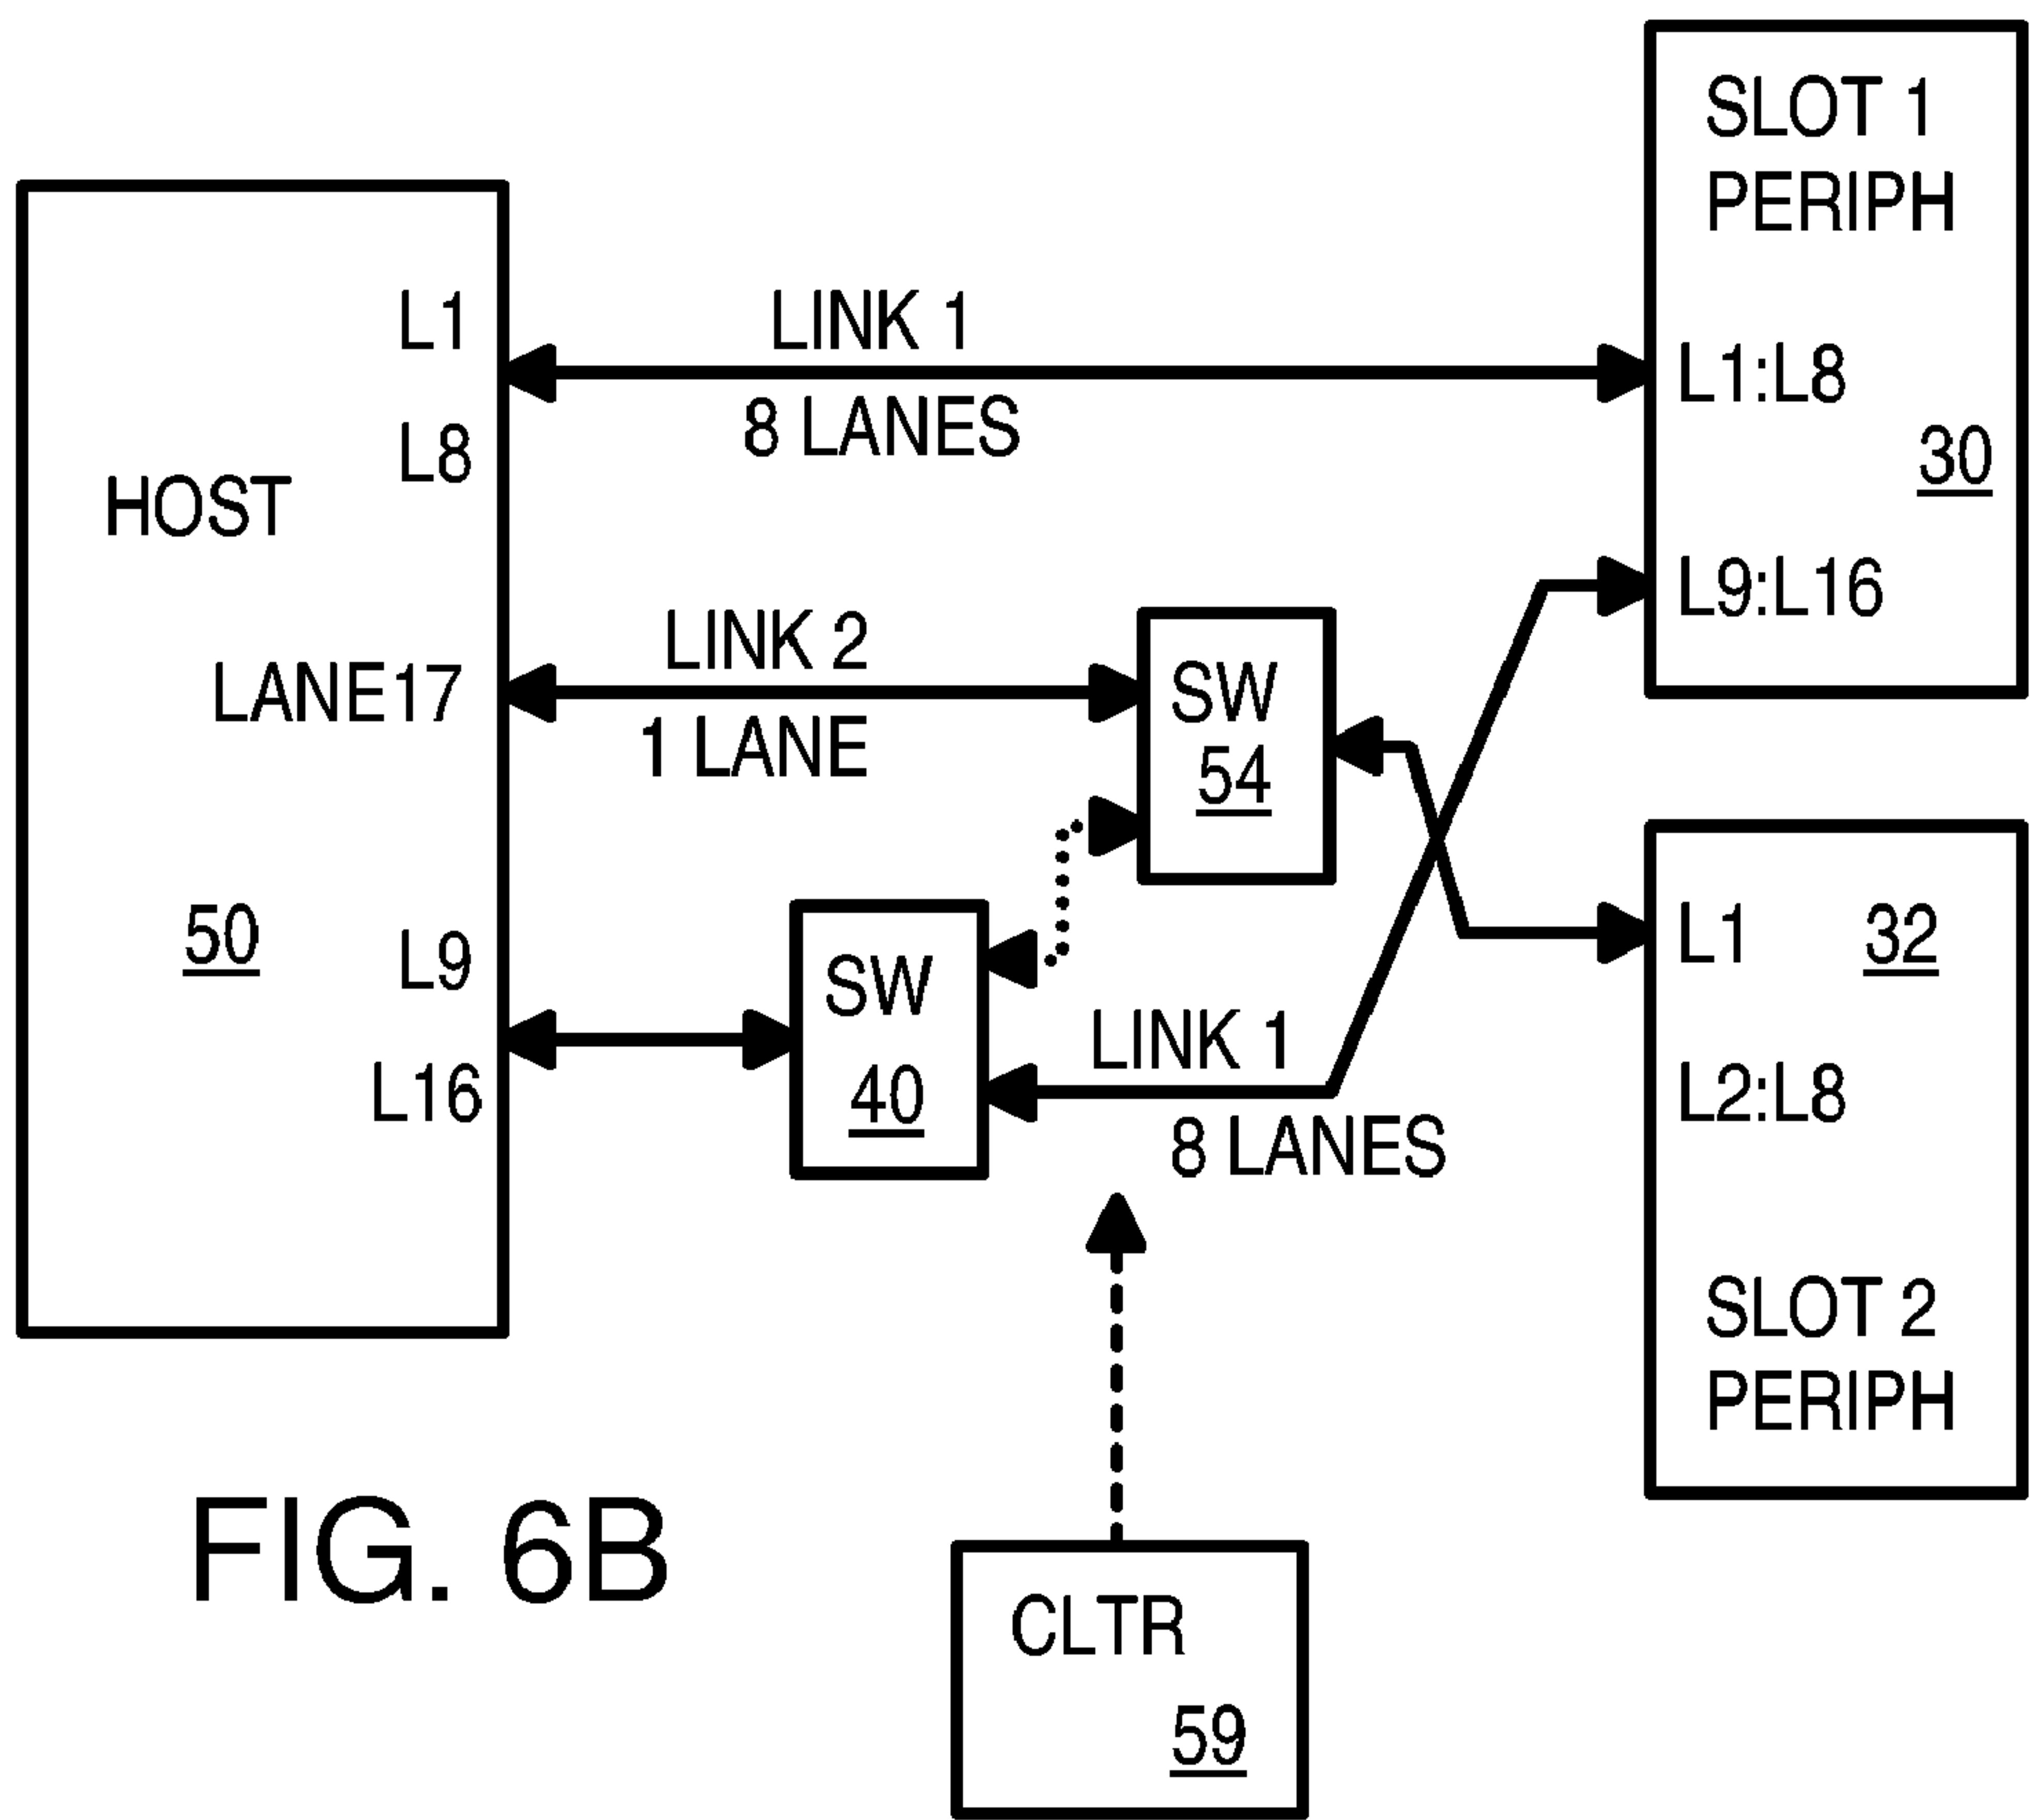 SLOT 1
PERIPH
L1:L8
30
L9:L16
HOST
50
L1
L8
LANE17
L9
L16
LINK 1
8 LANES
LINK 2
1 LANE
SW
54
SW
40
LINK 1
8 LANES
L1
32
L2:L8
SLOT 2
PERIPH
CLTR
59
FIG. 6B